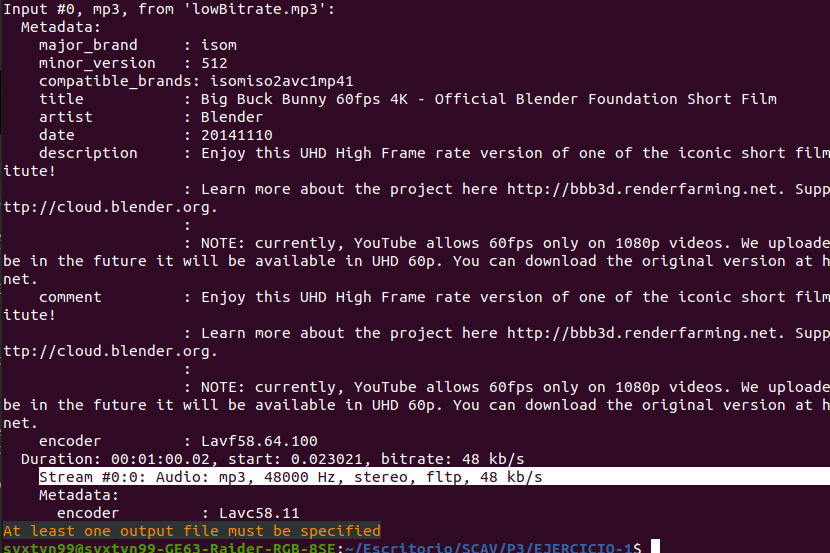 Input #0, mp3, from 'lowBitrate.mp3':
Metadata:
major_brand : isom
minor_version : 512
compatible_brands: isomiso2avc1mp41
title : Big Buck Bunny 60fps 4K - Official Blender Foundation Short Film
artist : Blender
date : 20141110
description : Enjoy this UHD High Frame rate version of one of the iconic short film
itute!
: Learn more about the project here http://bbb3d.renderfarming.net. Supp
ttp://cloud.blender.org.
:
: NOTE: currently, YouTube allows 60fps only on 1080p videos. We uploade
be in the future it will be available in UHD 60p. You can download the original version at h
net.
comment : Enjoy this UHD High Frame rate version of one of the iconic short film
itute!
: Learn more about the project here http://bbb3d.renderfarming.net. Supp
ttp://cloud.blender.org.
:
: NOTE: currently, YouTube allows 60fps only on 1080p videos. We uploade
be in the future it will be available in UHD 60p. You can download the original version at h
net.
encoder : Lavf58.64.100
Duration: 00:01:00.02, start: 0.023021, bitrate: 48 kb/s
Stream #0:0: Audio: mp3, 48000 Hz, stereo, fltp, 48 kb/s
Metadata:
encoder : Lavc58.11
At least one output file must be specified
syxtyn99@syxtyn99-GE63-Raider-RGB-8SE:~/Escritorio/SCAV/P3/EJERCICIO-1$